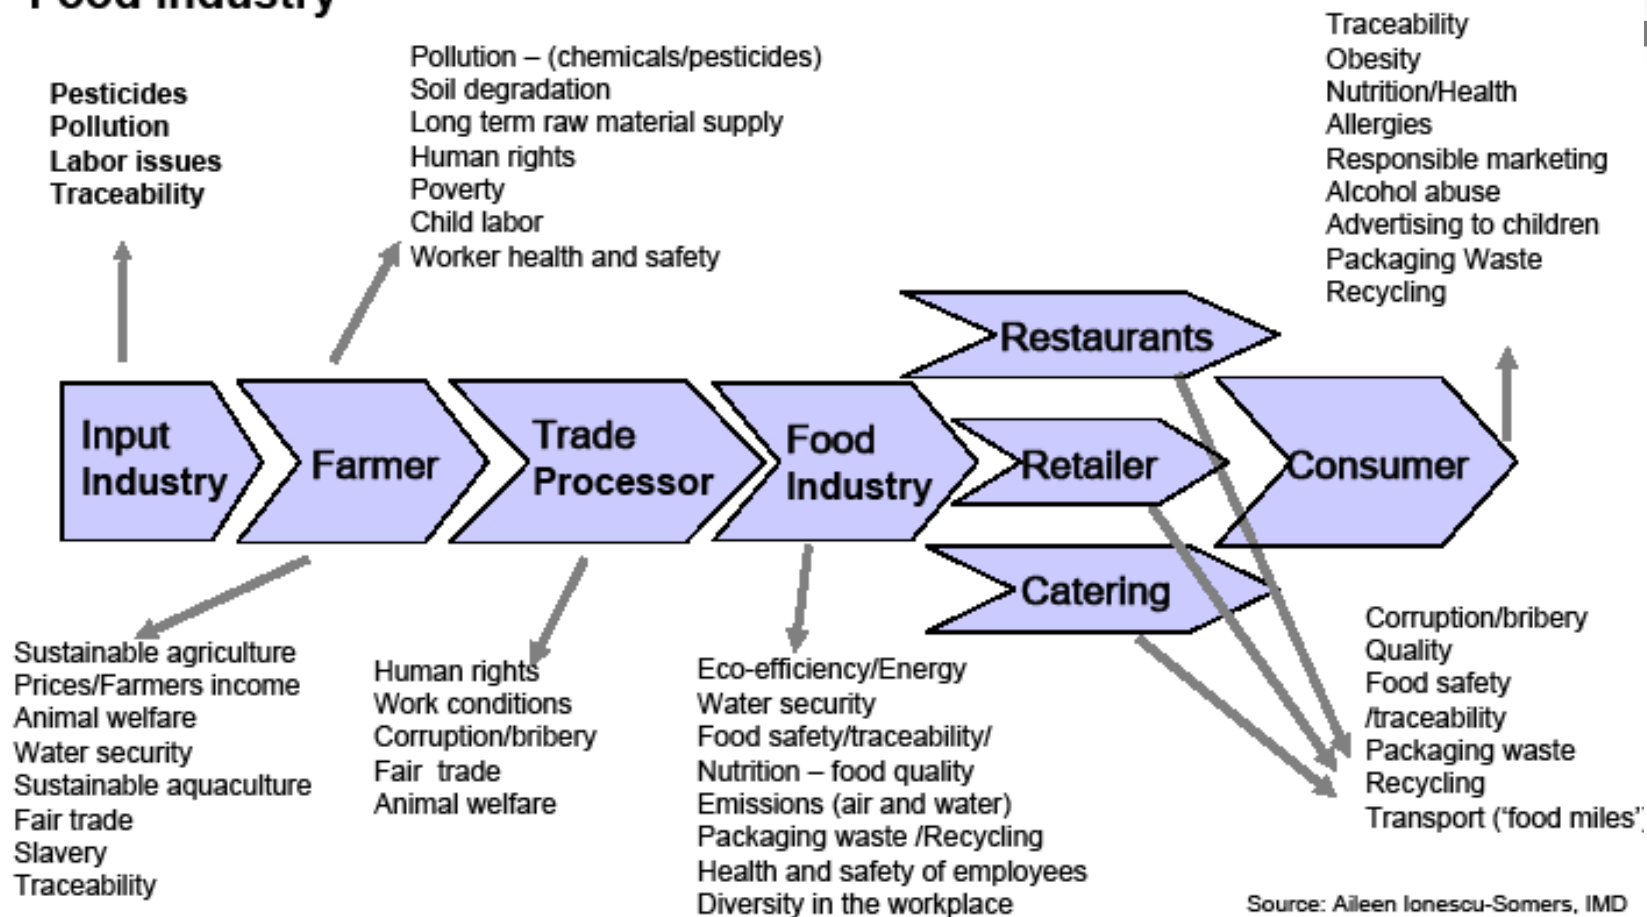 Food Industry
Pesticides
Pollution
Labor issues
Traceability
Pollution – (chemicals/pesticides)
Soil degradation
Long term raw material supply
Human rights
Poverty
Child labor
Worker health and safety
Traceability
Obesity
Nutrition/Health
Allergies
Responsible marketing
Alcohol abuse
Advertising to children
Packaging Waste
Recycling
Input
Industry
Farmer
Trade
Processor
Food
Industry
Restaurants
Retailer
Catering
Consumer
Sustainable agriculture
Prices/Farmers income
Animal welfare
Water security
Sustainable aquaculture
Fair trade
Slavery
Traceability
Human rights
Work conditions
Corruption/bribery
Fair trade
Animal welfare
Eco-efficiency/Energy
Water security
Food safety/traceability/
Nutrition – food quality
Emissions (air and water)
Packaging waste /Recycling
Health and safety of employees
Diversity in the workplace
Corruption/bribery
Quality
Food safety
/traceability
Packaging waste
Recycling
Transport (‘food miles’)
Source: Aileen Ionescu-Somers, IMD